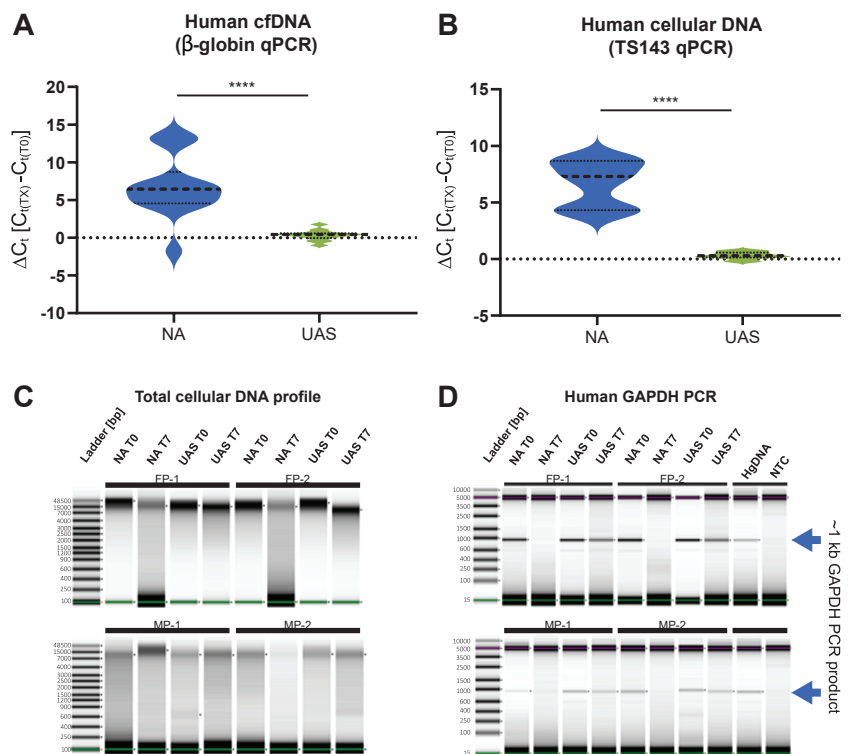 A
Human cfDNA
(β-globin qPCR)
****
ΔCt [Ct(TX) -Ct(T0)]
20
15
10
5
0
-5
-10
NA
UAS
B
Human cellular DNA
(TS143 qPCR)
****
ΔCt [Ct(TX) -Ct(T0)]
15
10
5
0
-5
NA
UAS
C
Total cellular DNA profile
Ladder [bp]
NA T0
NA T7
UAS T0
UAS T7
NA T0
NA T7
UAS T0
UAS T7
FP-1
FP-2
48500
15000
7000
4000
3000
2500
2000
1500
1200
900
600
400
250
100
MP-1
MP-2
48500
15000
7000
4000
3000
2500
2000
1500
1200
900
600
400
250
100
D
Human GAPDH PCR
Ladder [bp]
NA T0
NA T7
UAS T0
UAS T7
NA T0
NA T7
UAS T0
UAS T7
HgDNA
NTC
FP-1
FP-2
10000
5000
3500
2500
1500
1000
500
400
250
200
100
15
MP-1
MP-2
10000
5000
3500
2500
1500
1000
500
400
250
200
100
15
~1 kb GAPDH PCR product